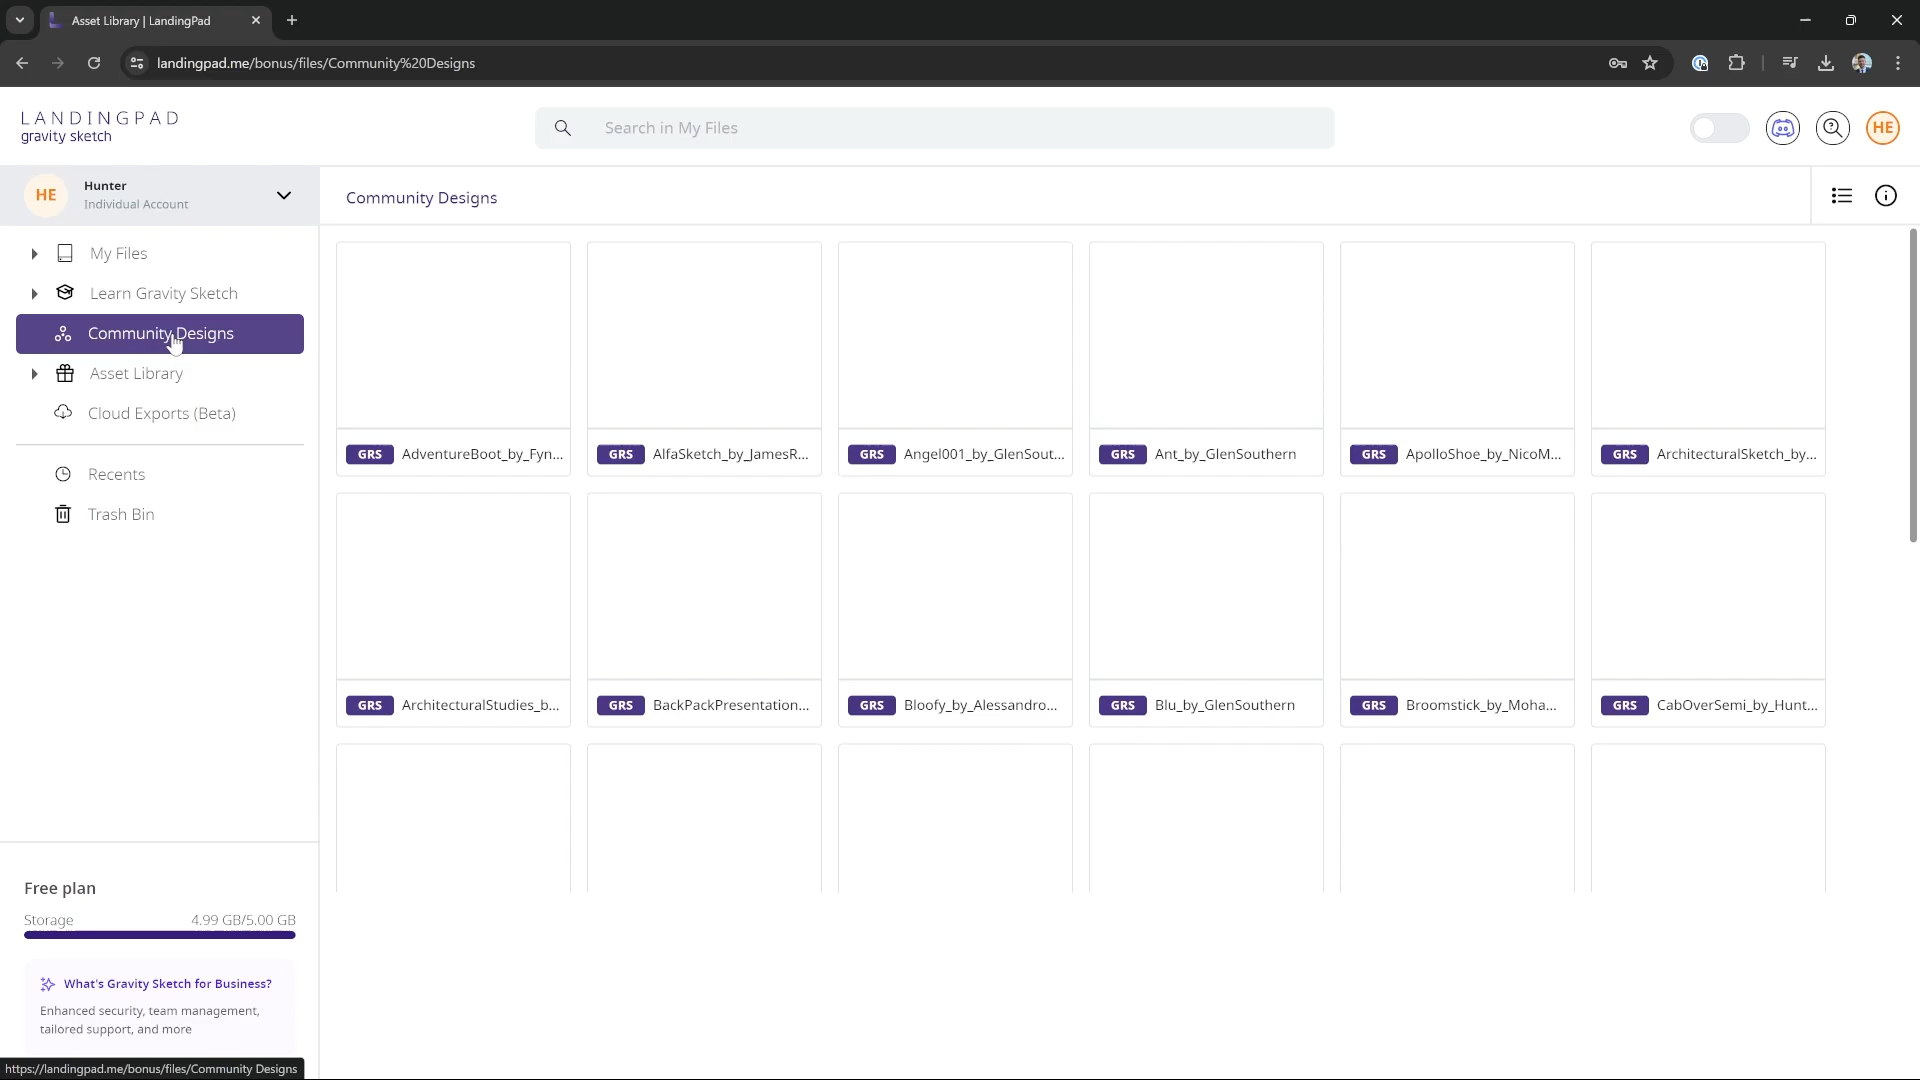 Asset Library | LandingPad
landingpad.me/bonus/files/Community%20Designs
LANDINGPAD
gravity sketch
Search in My Files
HE
HE
Hunter
Individual Account
Community Designs
My Files
Learn Gravity Sketch
Community Designs
Asset Library
Cloud Exports (Beta)
Recents
Trash Bin
GRS AdventureBoot_by_Fyn...
GRS AlfaSketch_by_JamesR...
GRS Angel001_by_GlenSout...
GRS Ant_by_GlenSouthern
GRS ApolloShoe_by_NicoM...
GRS ArchitecturalSketch_by...
GRS ArchitecturalStudies_b...
GRS BackPackPresentation...
GRS Bloofy_by_Alessandro...
GRS Blu_by_GlenSouthern
GRS Broomstick_by_Moha...
GRS CabOverSemi_by_Hunt...
Free plan
Storage 4.99 GB/5.00 GB
What's Gravity Sketch for Business?
Enhanced security, team management,
tailored support, and more
https://landingpad.me/bonus/files/Community Designs